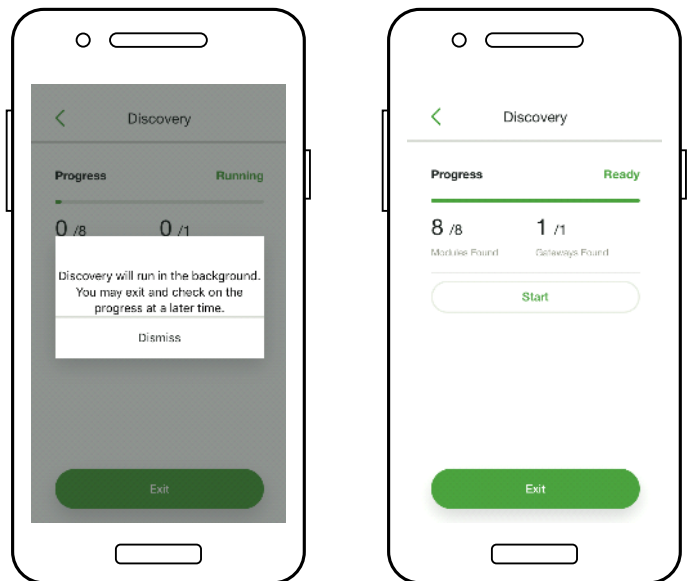 Discovery
Progress Running
0 /8 0 /1
Discovery will run in the background.
You may exit and check on the
progress at a later time.
Dismiss
Exit
Discovery
Progress Ready
8 /8 1 /1
Modules Found Gateways Found
Start
Exit